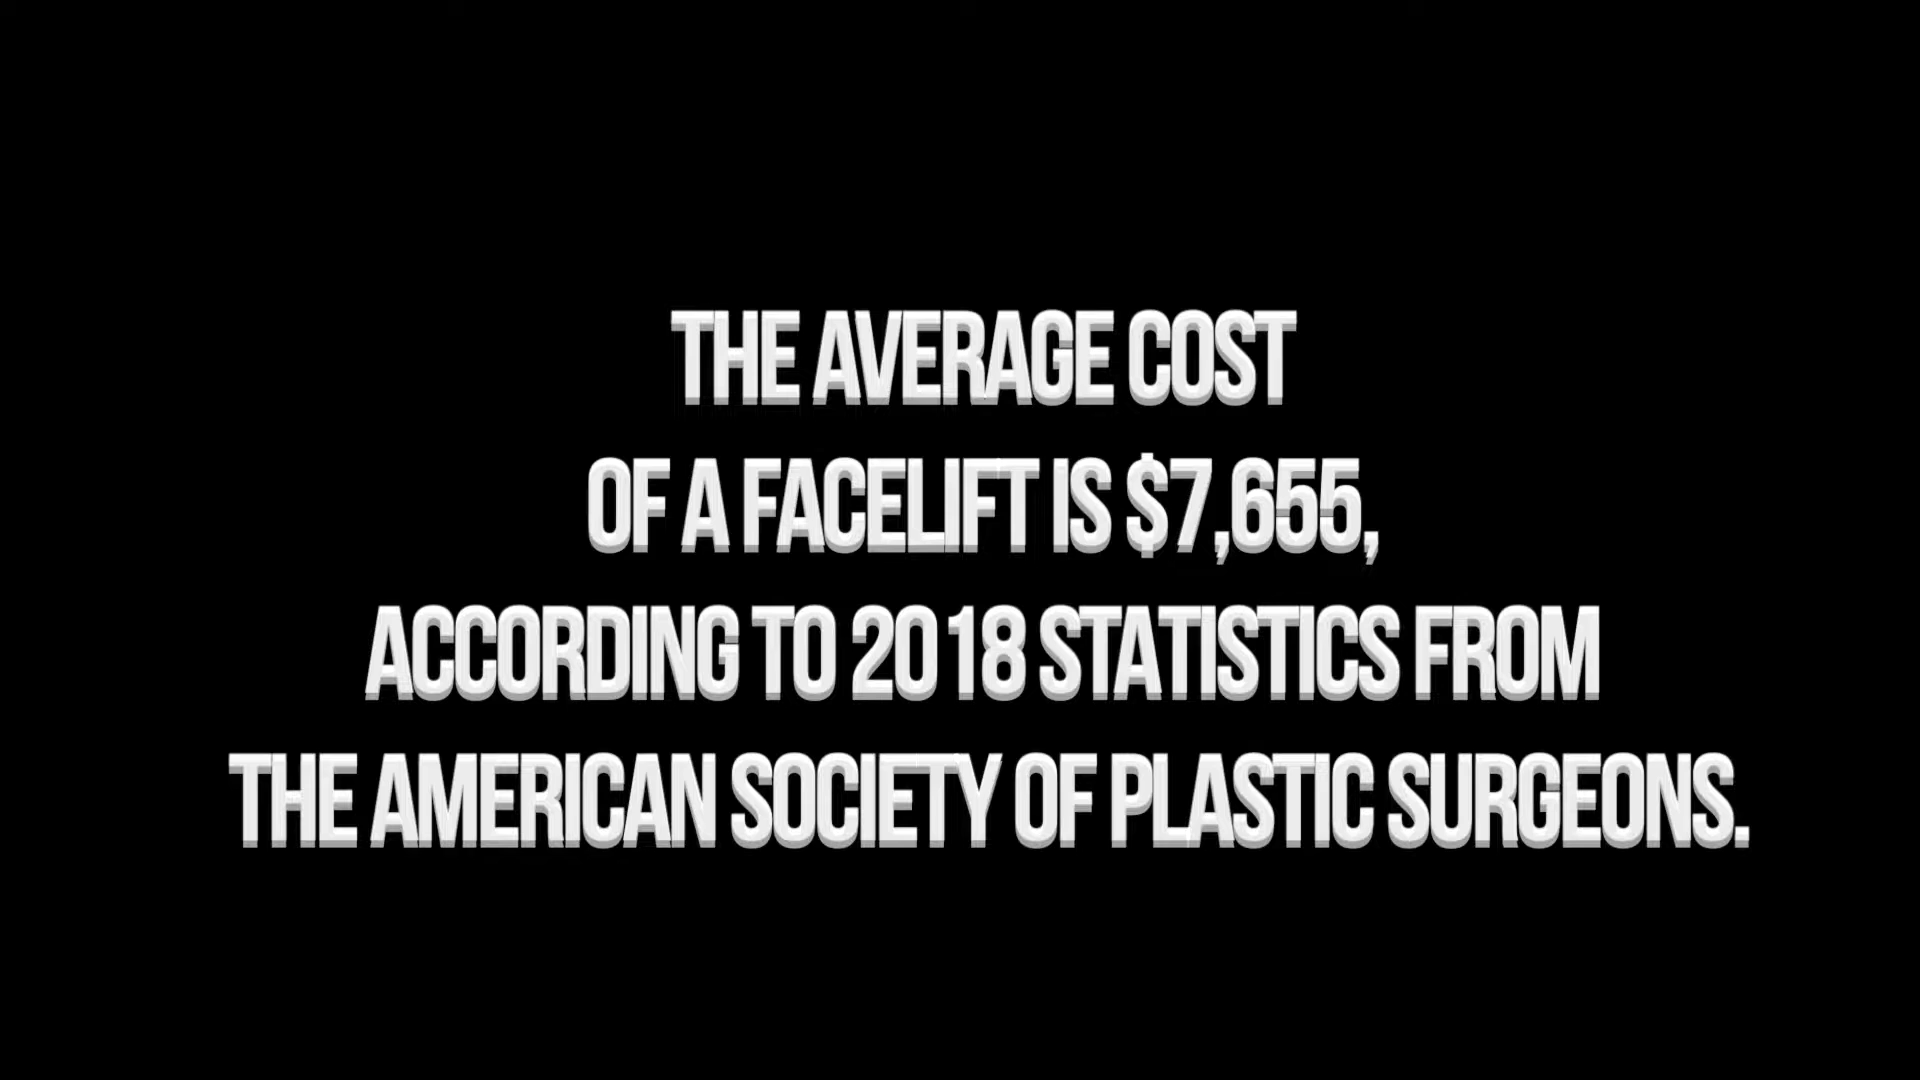 THE AVERAGE COST
OF A FACELIFT IS $7,655,
ACCORDING TO 2018 STATISTICS FROM
THE AMERICAN SOCIETY OF PLASTIC SURGEONS.